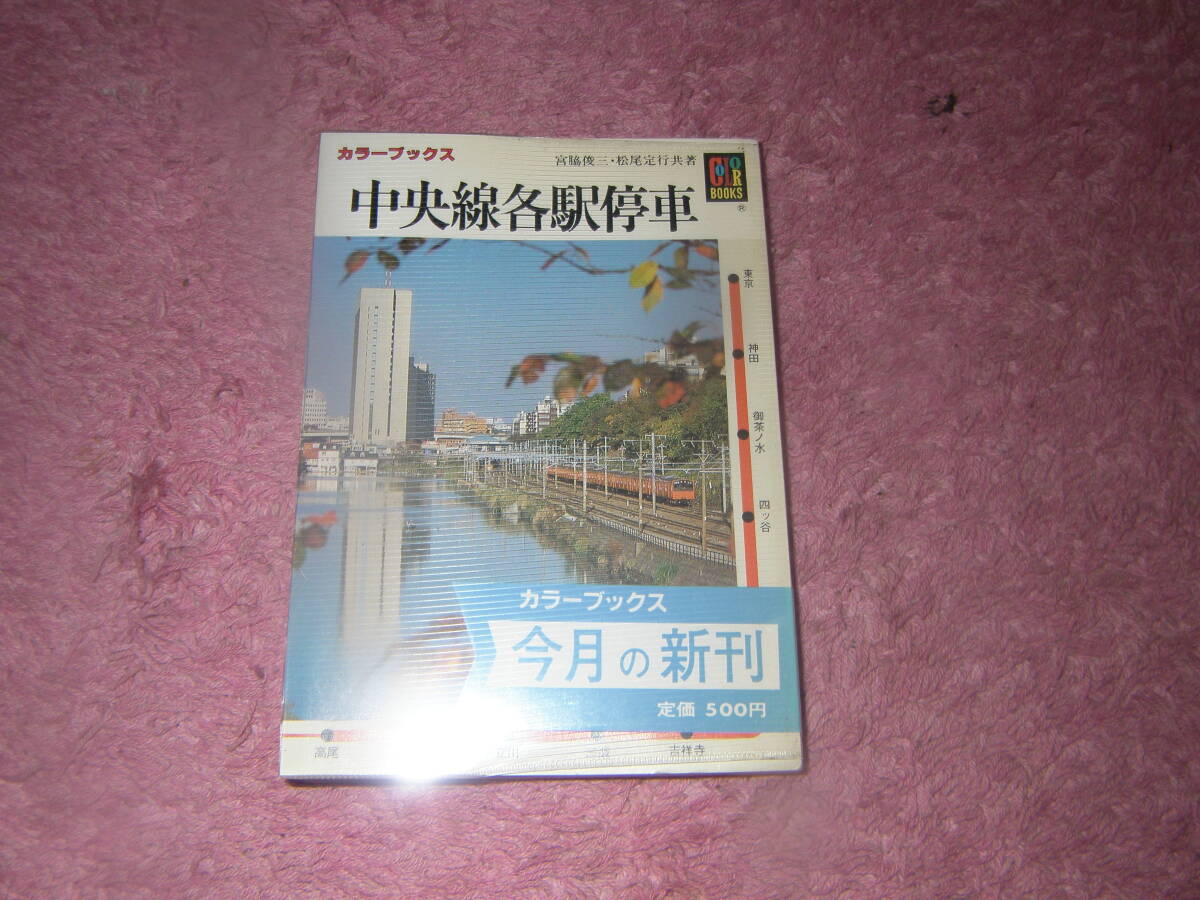 カラーブックス
宮脇俊三・松尾定行共著
COLOR
BOOKS
®
中央線各駅停車
東京
神田
御茶ノ水
四ッ谷
カラーブックス
今月の新刊
定価 500円
高尾
吉祥寺